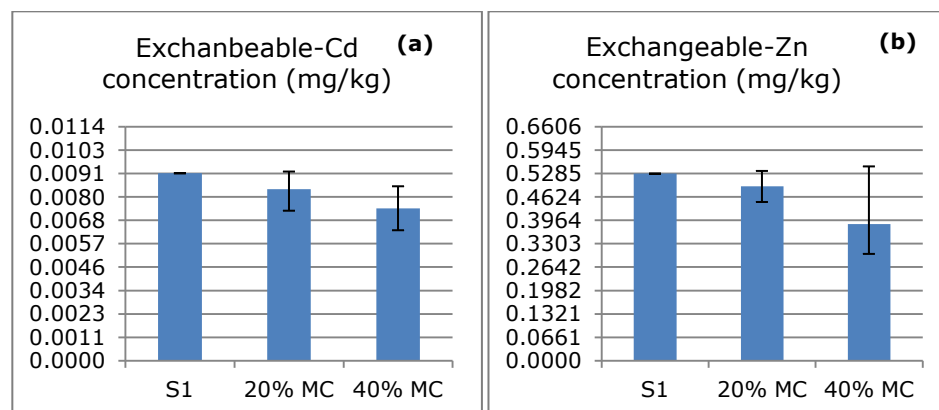 Exchanbeable-Cd
concentration (mg/kg)
(a)
0.0114
0.0103
0.0091
0.0080
0.0068
0.0057
0.0046
0.0034
0.0023
0.0011
0.0000
S1 20% MC 40% MC
Exchangeable-Zn
concentration (mg/kg)
(b)
0.6606
0.5945
0.5285
0.4624
0.3964
0.3303
0.2642
0.1982
0.1321
0.0661
0.0000
S1 20% MC 40% MC